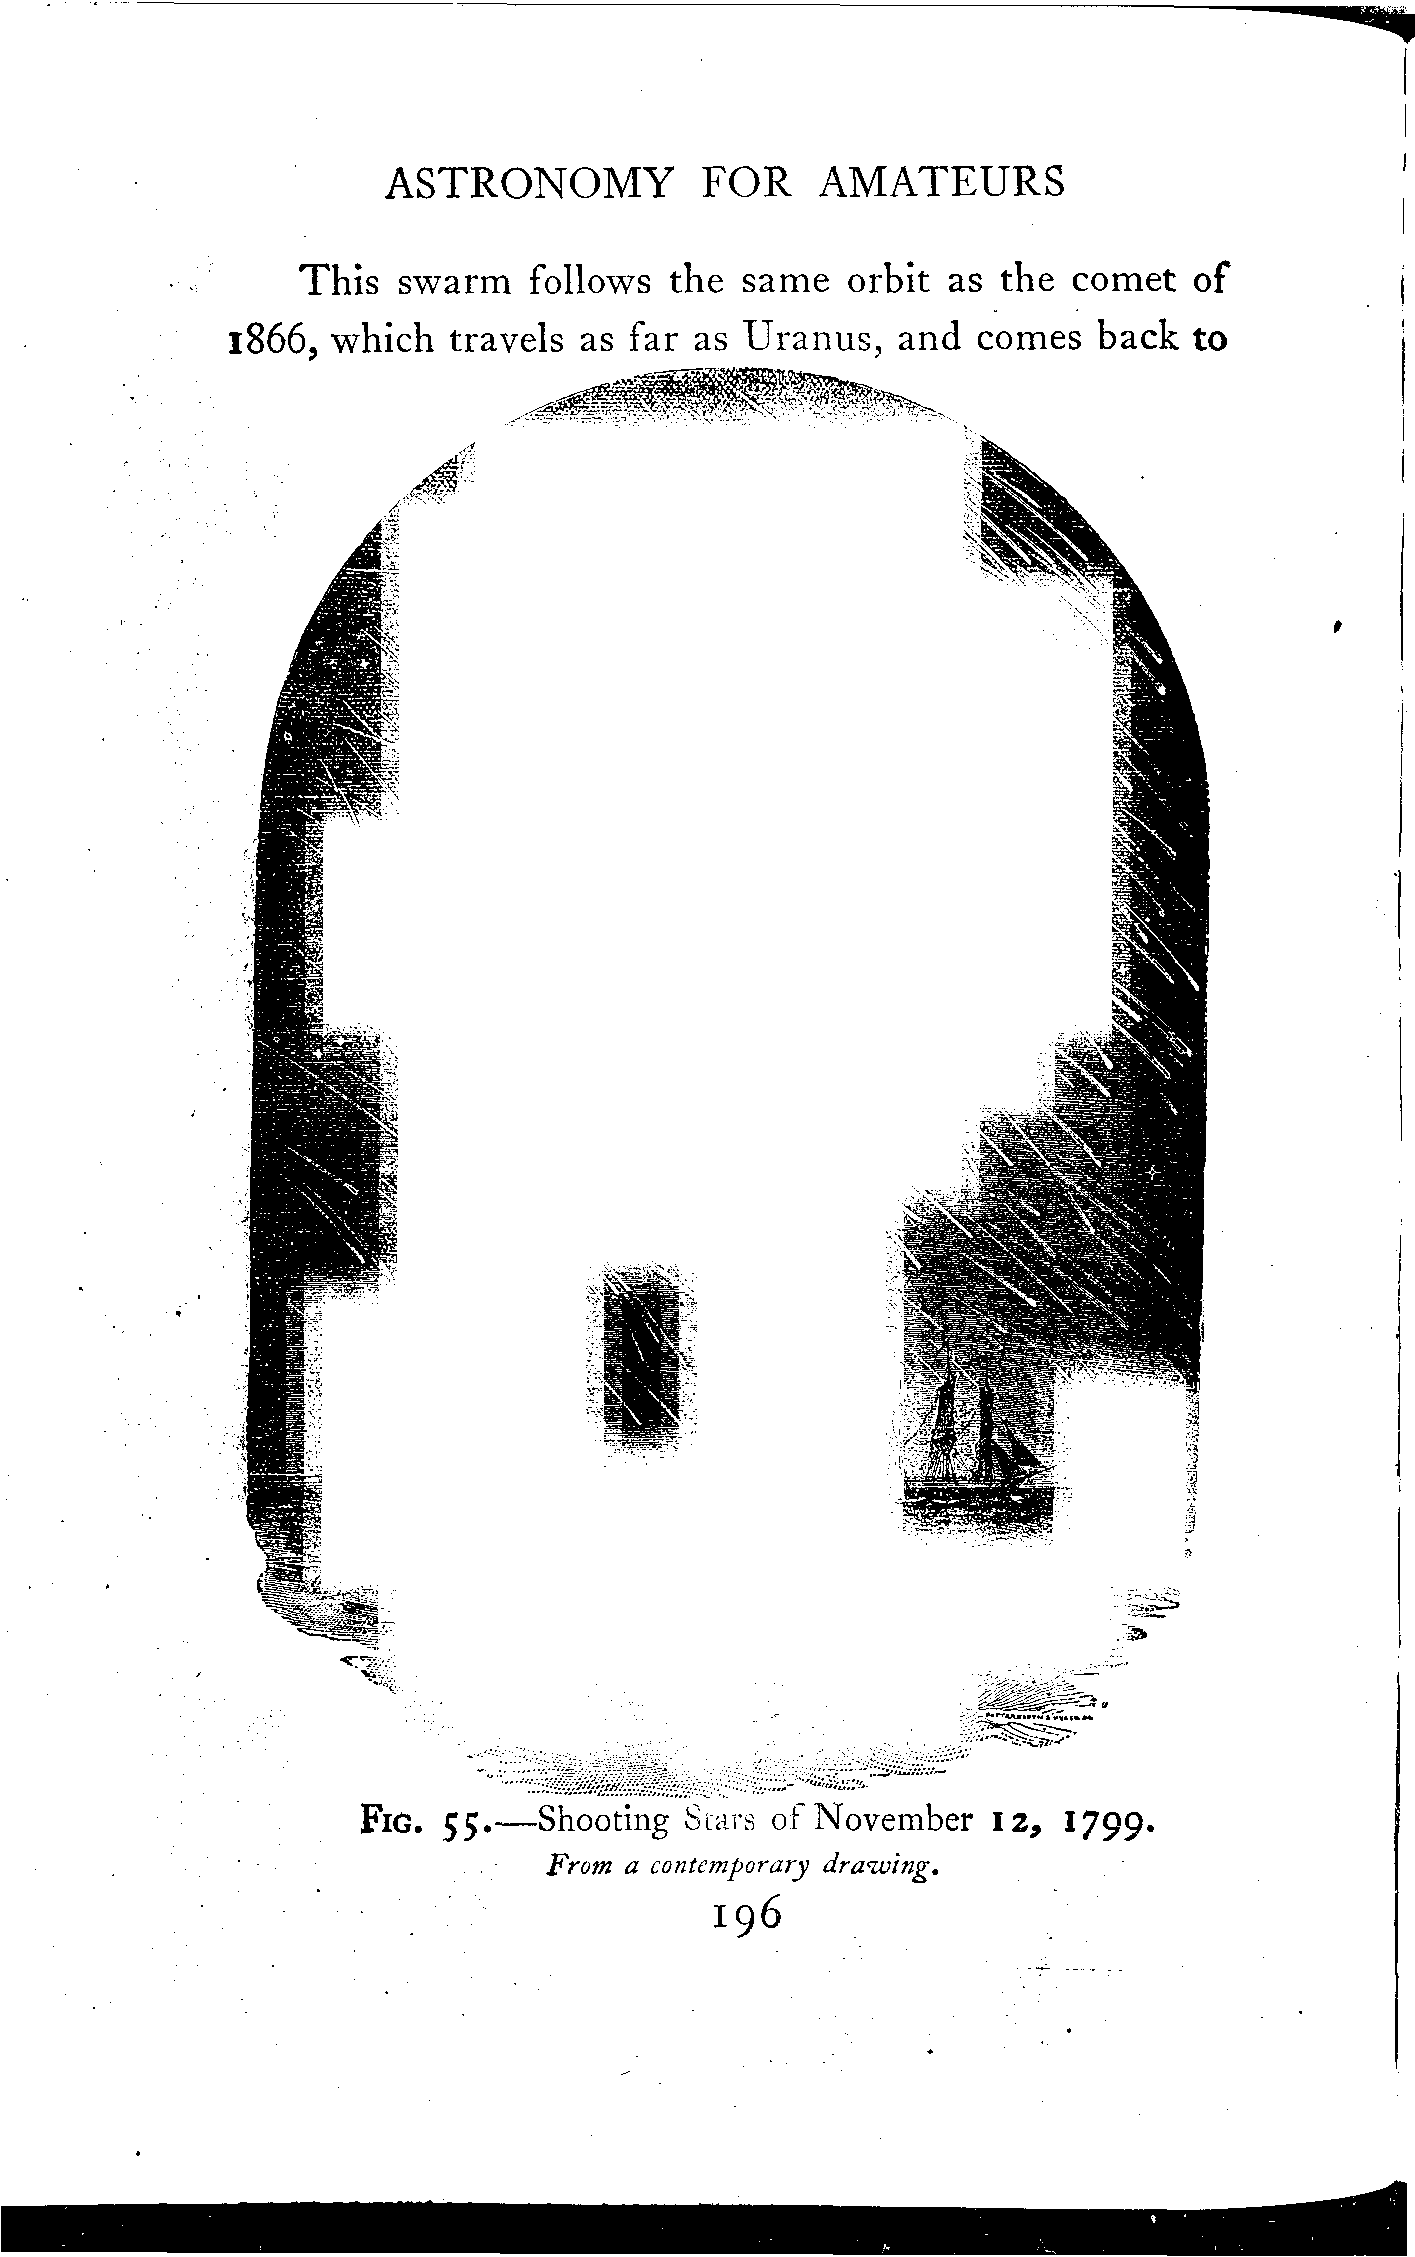 ASTRONOMY FOR AMATEURS
This swarm follows the same orbit as the comet of
1866, which travels as far as Uranus, and comes back to
FIG. 55.—Shooting Stars of November 12, 1799.
From a contemporary drawing.
196